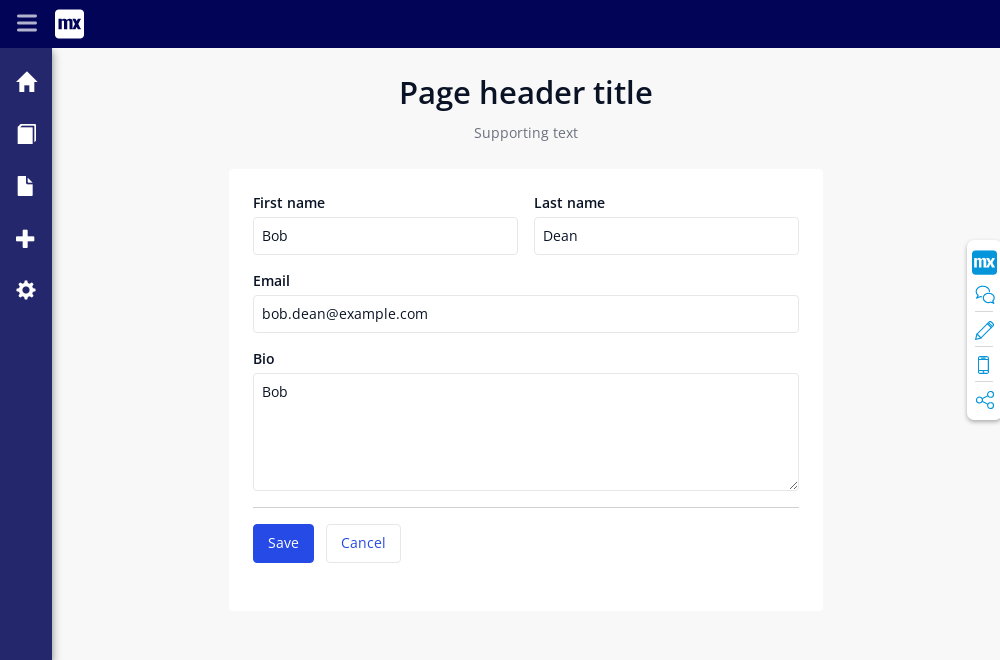 mx
Page header title
Supporting text
First name
Last name
Bob
Dean
Email
bob.dean@example.com
Bio
Bob
Save
Cancel
mx